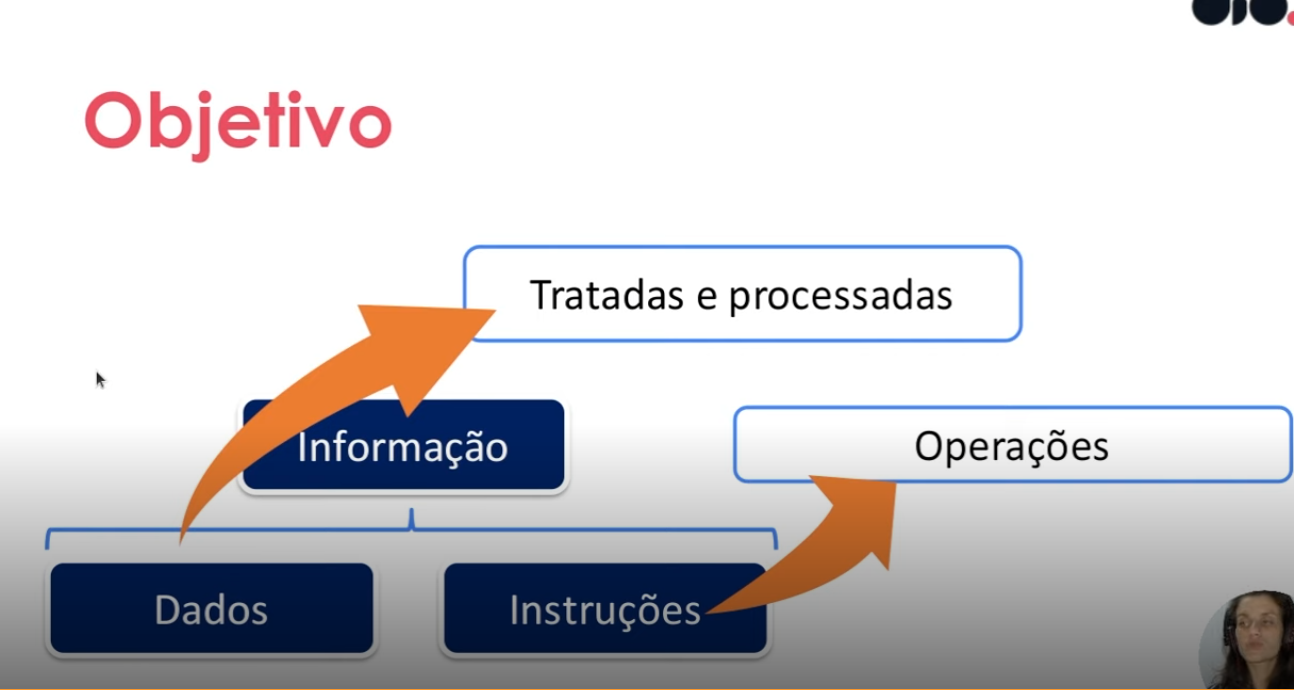 Objetivo
Tratadas e processadas
Informação
Operações
Dados
Instruções